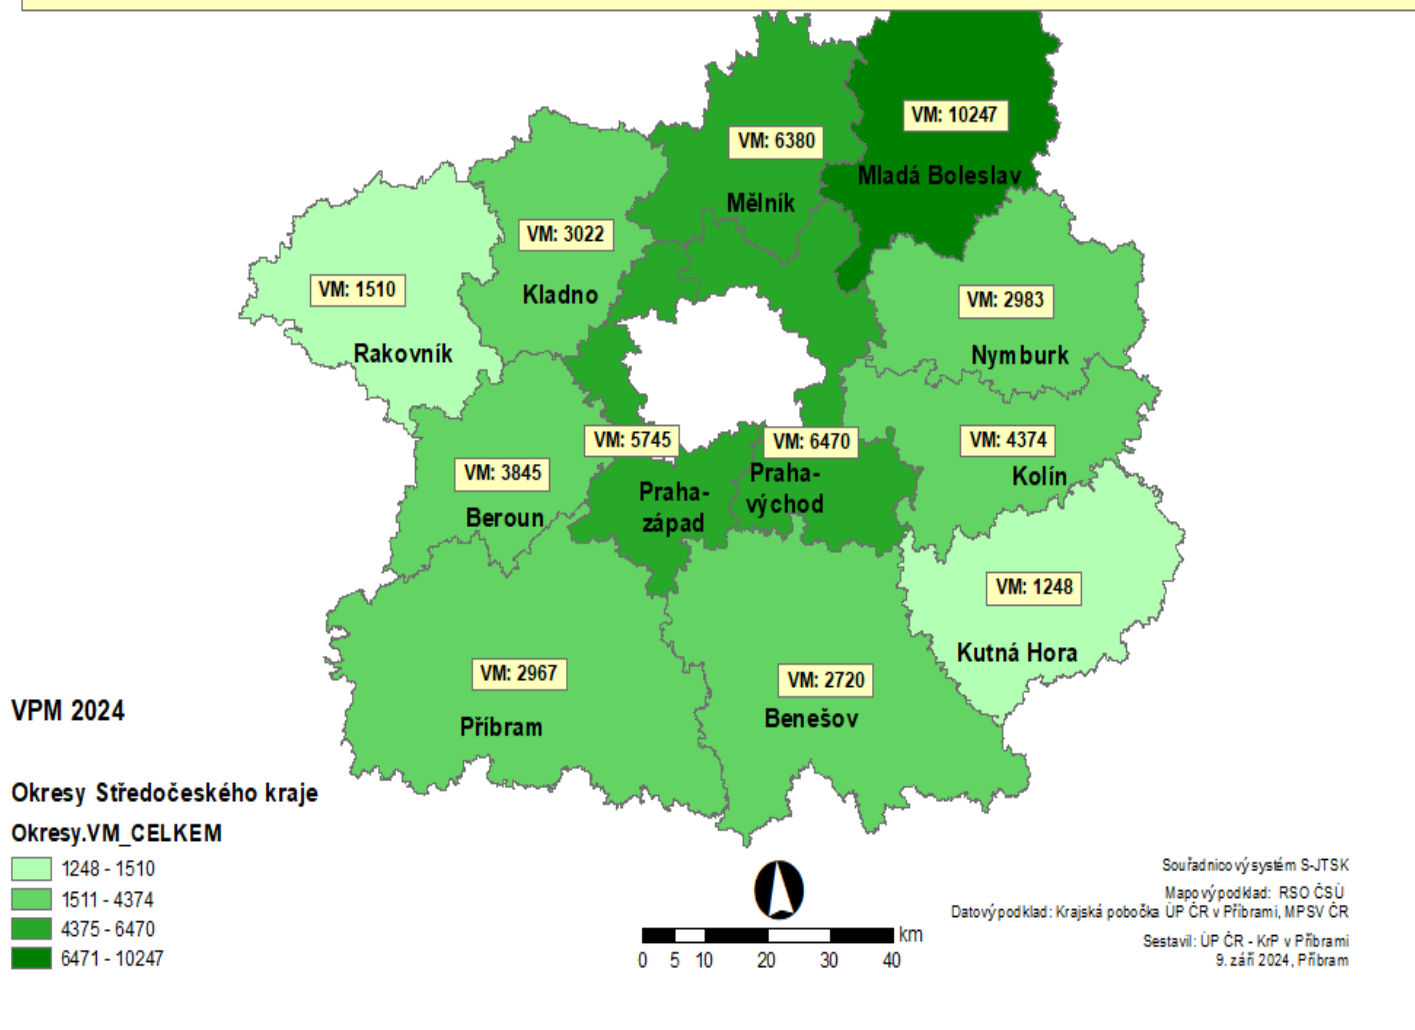 VM: 10247
VM: 6380
Mladá Boleslav
Mělník
VM: 3022
VM: 1510
Kladno
VM: 2983
Rakovník
Nymburk
VM: 5745
VM: 6470
VM: 4374
VM: 3845
Praha-
východ
Kolín
Praha-
západ
Beroun
VM: 1248
Kutná Hora
VM: 2967
VM: 2720
Benešov
Příbram
VPM 2024
Okresy Středočeského kraje
Okresy.VM_CELKEM
1248 - 1510
1511 - 4374
4375 - 6470
6471 - 10247
km
0 5 10 20 30 40
Souřadnicový systém S-JTSK
Mapový podklad: RSO ČSÚ
Datový podklad: Krajská pobočka ÚP ČR v Příbrami, MPSV ČR
Sestavil: ÚP ČR - KrP v Příbrami
9. září 2024, Příbram